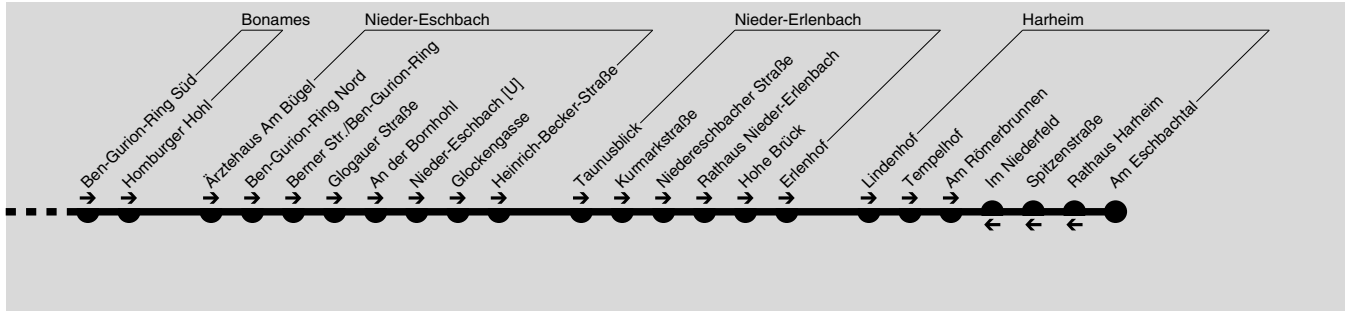 Bonames
Nieder-Eschbach
Nieder-Erlenbach
Harheim
Ben-Gurion-Ring Süd
Homburger Hohl
Ärztehaus Am Bügel
Ben-Gurion-Ring Nord
Berner Str./Ben-Gurion-Ring
Glogauer Straße
An der Bornhohl
Nieder-Eschbach [U]
Glockengasse
Heinrich-Becker-Straße
Taunusblick
Kurmarkstraße
Niedereschbacher Straße
Rathaus Nieder-Erlenbach
Hohe Brück
Erlenhof
Lindenhof
Tempelhof
Am Römerbrunnen
Im Niederfeld
Spitzenstraße
Rathaus Harheim
Am Eschbachtal